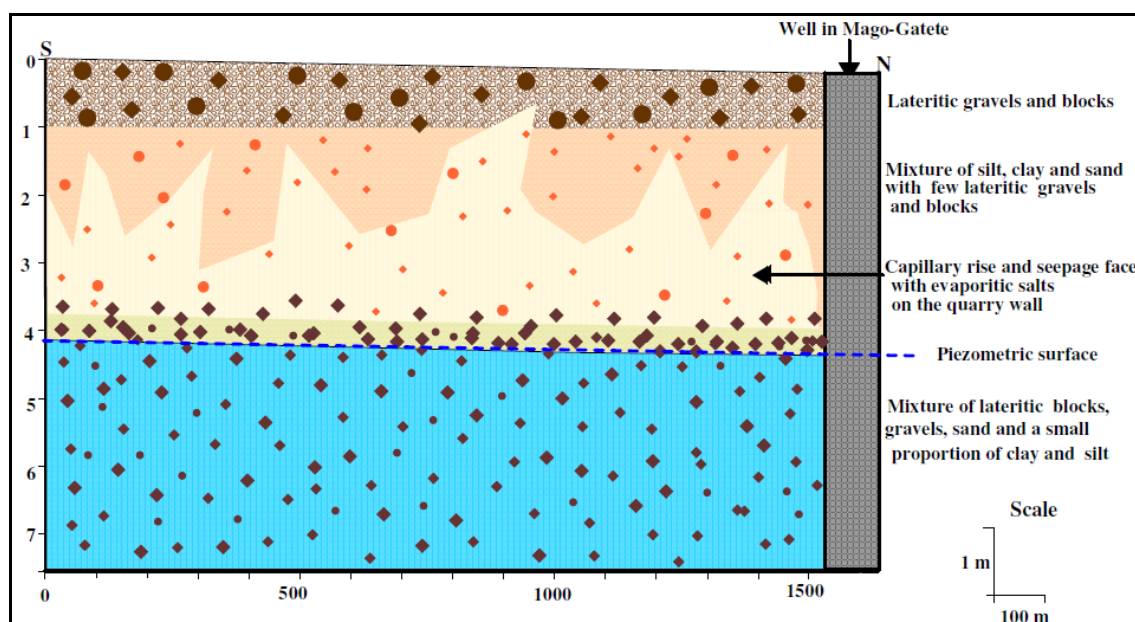 Well in Mago-Gatete
S
N
0
1
2
3
4
5
6
7
0
500
1000
1500
Lateritic gravels and blocks
Mixture of silt, clay and sand
with few lateritic gravels
and blocks
Capillary rise and seepage face
with evaporitic salts
on the quarry wall
Piezometric surface
Mixture of lateritic blocks,
gravels, sand and a small
proportion of clay and silt
Scale
1 m
100 m